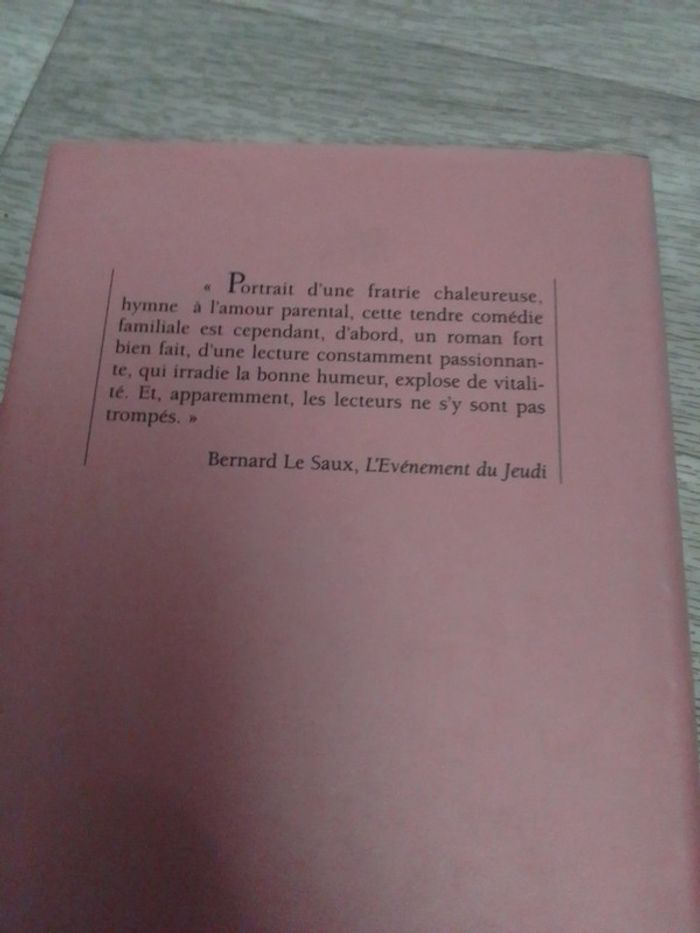 « Portrait d'une fratrie chaleureuse,
hymne à l'amour parental, cette tendre comédie
familiale est cependant, d'abord, un roman fort
bien fait, d'une lecture constamment passionnan-
te, qui irradie la bonne humeur, explose de vitali-
té. Et, apparemment, les lecteurs ne s'y sont pas
trompés. »
Bernard Le Saux, L'Evénement du Jeudi